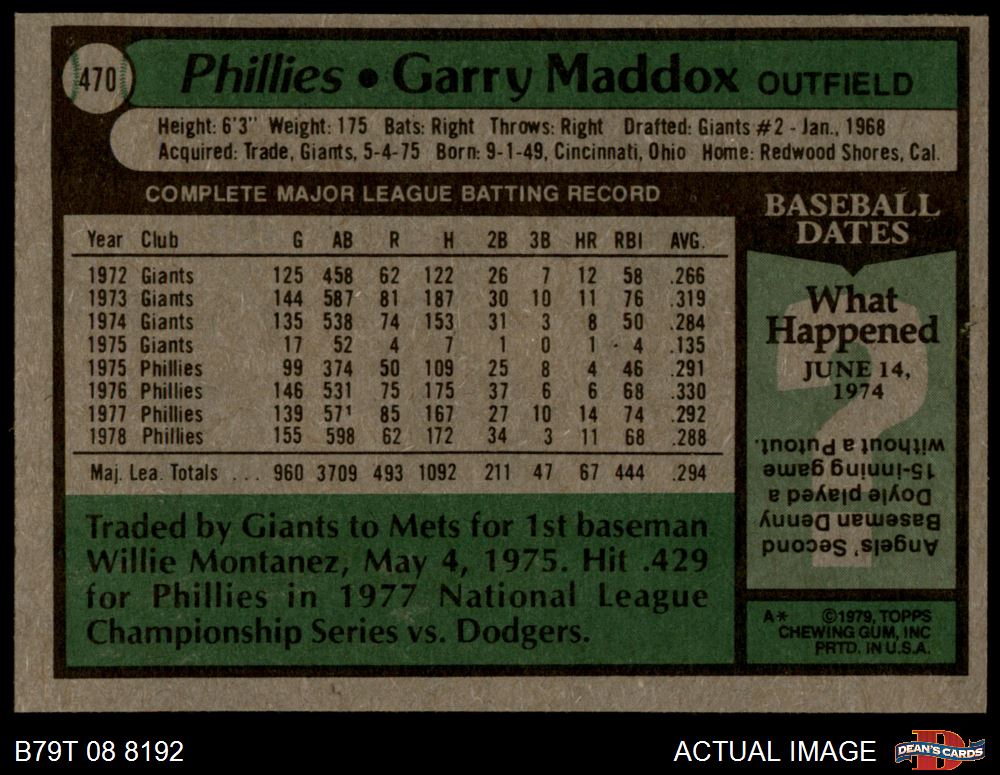 470
Phillies • Garry Maddox OUTFIELD
Height: 6'3" Weight: 175 Bats: Right Throws: Right Drafted: Giants #2 - Jan., 1968
Acquired: Trade, Giants, 5-4-75 Born: 9-1-49, Cincinnati, Ohio Home: Redwood Shores, Cal.
COMPLETE MAJOR LEAGUE BATTING RECORD
Year Club G AB R H 2B 3B HR RBI AVG.
1972 Giants 125 458 62 122 26 7 12 58 .266
1973 Giants 144 587 81 187 30 10 11 76 .319
1974 Giants 135 538 74 153 31 3 8 50 .284
1975 Giants 17 52 4 7 1 0 1 4 .135
1975 Phillies 99 374 50 109 25 8 4 46 .291
1976 Phillies 146 531 75 175 37 6 6 68 .330
1977 Phillies 139 571 85 167 27 10 14 74 .292
1978 Phillies 155 598 62 172 34 3 11 68 .288
Maj. Lea. Totals ... 960 3709 493 1092 211 47 67 444 .294
Traded by Giants to Mets for 1st baseman
Willie Montanez, May 4, 1975. Hit .429
for Phillies in 1977 National League
Championship Series vs. Dodgers.
BASEBALL
DATES
What
Happened
JUNE 14,
1974
?
Angels' Second
Baseman Denny
Doyle played a
15-inning game
without a Putout.
A* ©1979, TOPPS
CHEWING GUM, INC
PRTD. IN U.S.A.
B79T 08 8192
ACTUAL IMAGE
D
DEAN'S CARDS